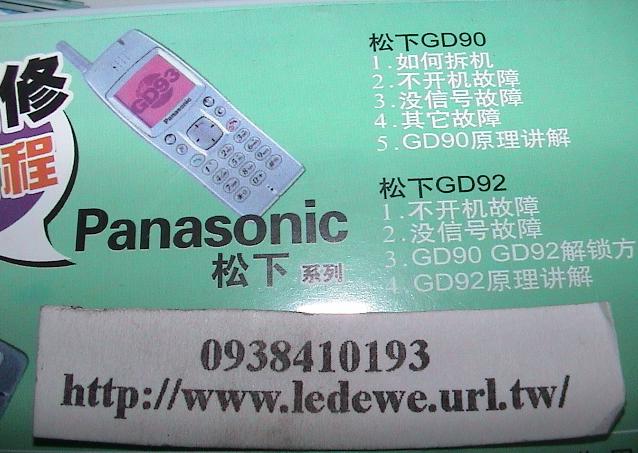 修
程
GD93
Panasonic
Panasonic
松下 系列
松下GD90
1.如何拆机
2.不开机故障
3.没信号故障
4.其它故障
5.GD90原理讲解
松下GD92
1.不开机故障
2.没信号故障
3.GD90 GD92解锁方
4.GD92原理讲解
0938410193
http://www.ledewe.url.tw/